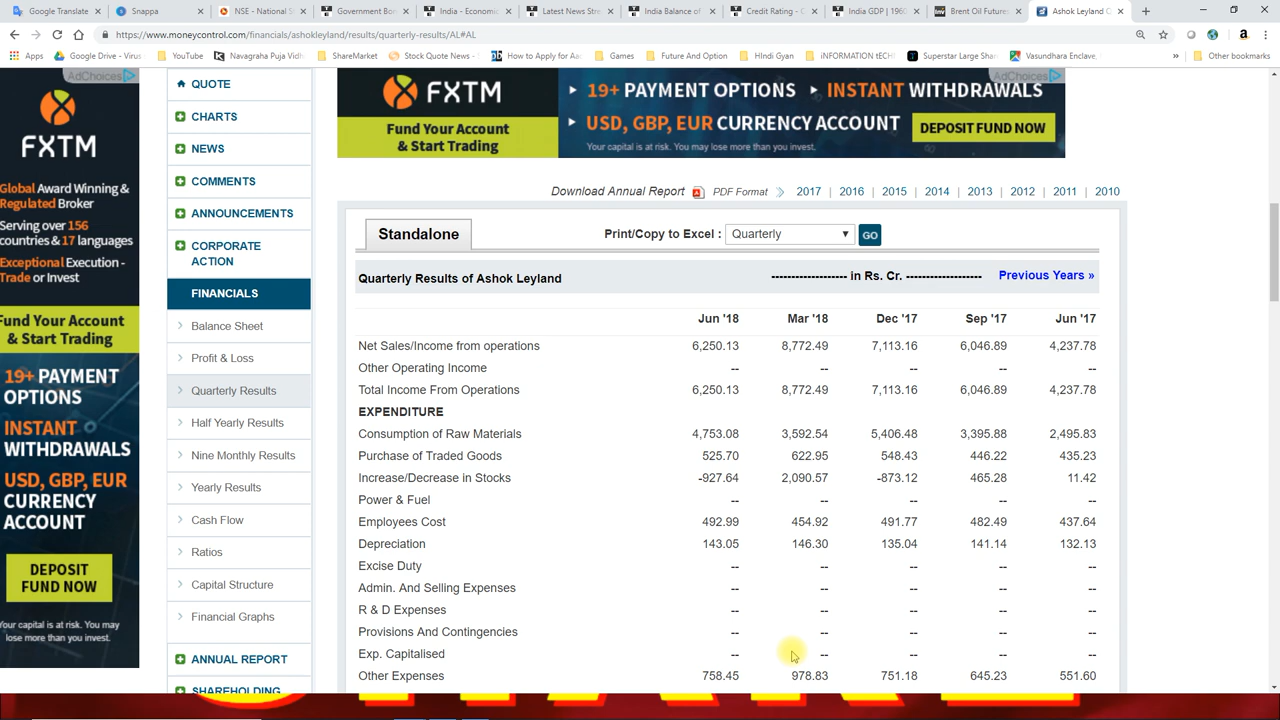 Google Translate
Snappa
NSE - National S
Government Bo
India - Economic
Latest News Stre
India Balance of
Credit Rating - C
India GDP | 1960
Brent Oil Futures
Ashok Leyland C
https://www.moneycontrol.com/financials/ashokleyland/results/quarterly-results/AL#AL
Apps
Google Drive - Virus
YouTube
Navagraha Puja Vidh
ShareMarket
Stock Quote News -
How to Apply for Aad
Games
Future And Option
HIndi Gyan
iNFORMATION tECH
Superstar Large Share
Vasundhara Enclave,
» Other bookmarks
AdChoices
FXTM
Global Award Winning &
Regulated Broker
Serving over 156
countries & 17 languages
Exceptional Execution -
Trade or Invest
Fund Your Account
& Start Trading
19+ PAYMENT
OPTIONS
INSTANT
WITHDRAWALS
USD, GBP, EUR
CURRENCY
ACCOUNT
DEPOSIT
FUND NOW
Your capital is at risk. You may
lose more than you invest.
QUOTE
CHARTS
NEWS
COMMENTS
ANNOUNCEMENTS
CORPORATE
ACTION
FINANCIALS
Balance Sheet
Profit & Loss
Quarterly Results
Half Yearly Results
Nine Monthly Results
Yearly Results
Cash Flow
Ratios
Capital Structure
Financial Graphs
ANNUAL REPORT
SHAREHOLDING
AdChoices
FXTM
Fund Your Account
& Start Trading
19+ PAYMENT OPTIONS INSTANT WITHDRAWALS
USD, GBP, EUR CURRENCY ACCOUNT
Your capital is at risk. You may lose more than you invest.
DEPOSIT FUND NOW
Download Annual Report PDF Format 2017 | 2016 | 2015 | 2014 | 2013 | 2012 | 2011 | 2010
Standalone Print/Copy to Excel : Quarterly GO
Quarterly Results of Ashok Leyland ------------------- in Rs. Cr. ------------------- Previous Years »
Jun '18 Mar '18 Dec '17 Sep '17 Jun '17
Net Sales/Income from operations 6,250.13 8,772.49 7,113.16 6,046.89 4,237.78
Other Operating Income -- -- -- -- --
Total Income From Operations 6,250.13 8,772.49 7,113.16 6,046.89 4,237.78
EXPENDITURE
Consumption of Raw Materials 4,753.08 3,592.54 5,406.48 3,395.88 2,495.83
Purchase of Traded Goods 525.70 622.95 548.43 446.22 435.23
Increase/Decrease in Stocks -927.64 2,090.57 -873.12 465.28 11.42
Power & Fuel -- -- -- -- --
Employees Cost 492.99 454.92 491.77 482.49 437.64
Depreciation 143.05 146.30 135.04 141.14 132.13
Excise Duty -- -- -- -- --
Admin. And Selling Expenses -- -- -- -- --
R & D Expenses -- -- -- -- --
Provisions And Contingencies -- -- -- -- --
Exp. Capitalised -- -- -- -- --
Other Expenses 758.45 978.83 751.18 645.23 551.60